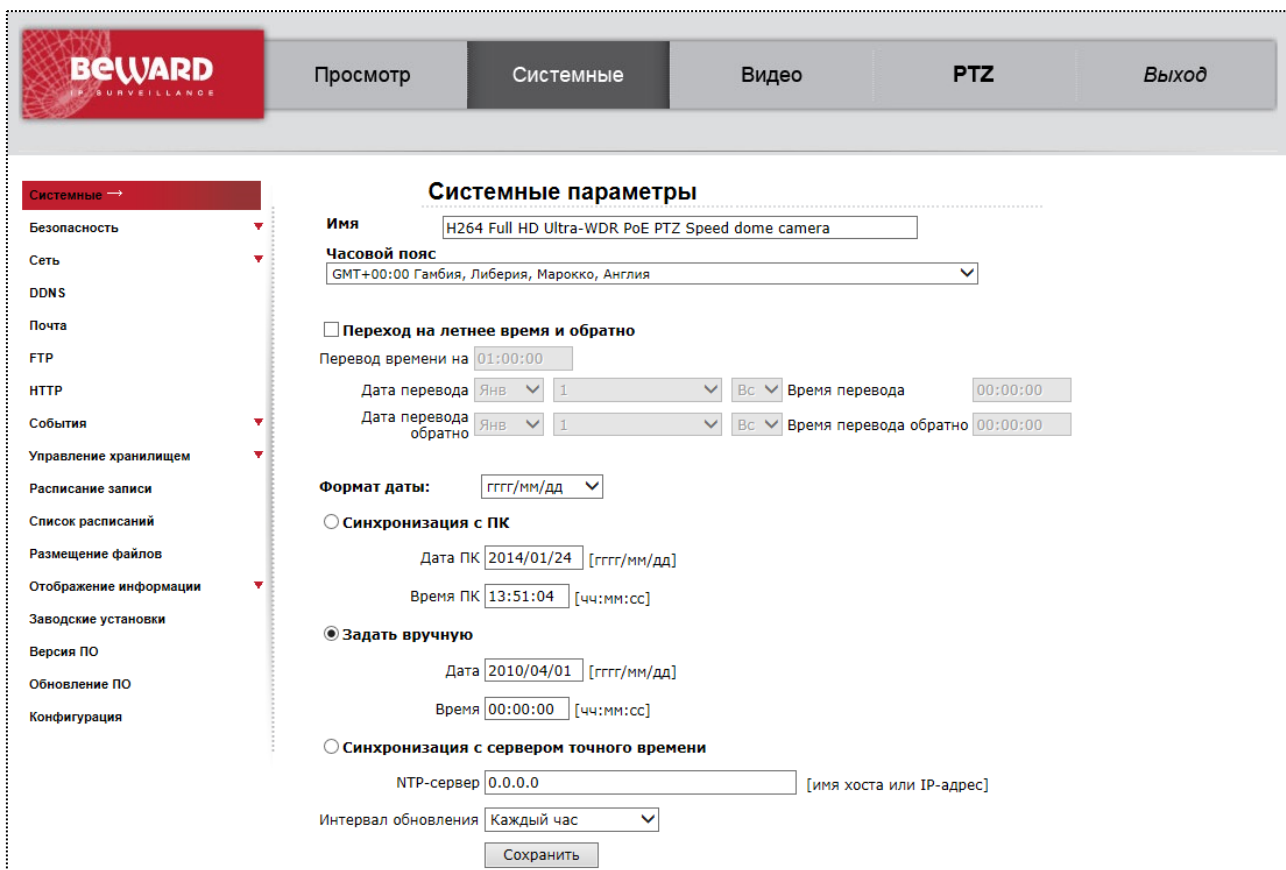 BEWARD
IP SURVEILLANCE
Просмотр Системные Видео PTZ Выход
Системные →
Безопасность
Сеть
DDNS
Почта
FTP
HTTP
События
Управление хранилищем
Расписание записи
Список расписаний
Размещение файлов
Отображение информации
Заводские установки
Версия ПО
Обновление ПО
Конфигурация
Системные параметры
Имя H264 Full HD Ultra-WDR PoE PTZ Speed dome camera
Часовой пояс
GMT+00:00 Гамбия, Либерия, Марокко, Англия
Переход на летнее время и обратно
Перевод времени на 01:00:00
Дата перевода Янв 1 Вс Время перевода 00:00:00
Дата перевода
обратно Янв 1 Вс Время перевода обратно 00:00:00
Формат даты: гггг/мм/дд
Синхронизация с ПК
Дата ПК 2014/01/24 [гггг/мм/дд]
Время ПК 13:51:04 [чч:мм:сс]
Задать вручную
Дата 2010/04/01 [гггг/мм/дд]
Время 00:00:00 [чч:мм:сс]
Синхронизация с сервером точного времени
NTP-сервер 0.0.0.0 [имя хоста или IP-адрес]
Интервал обновления Каждый час
Сохранить